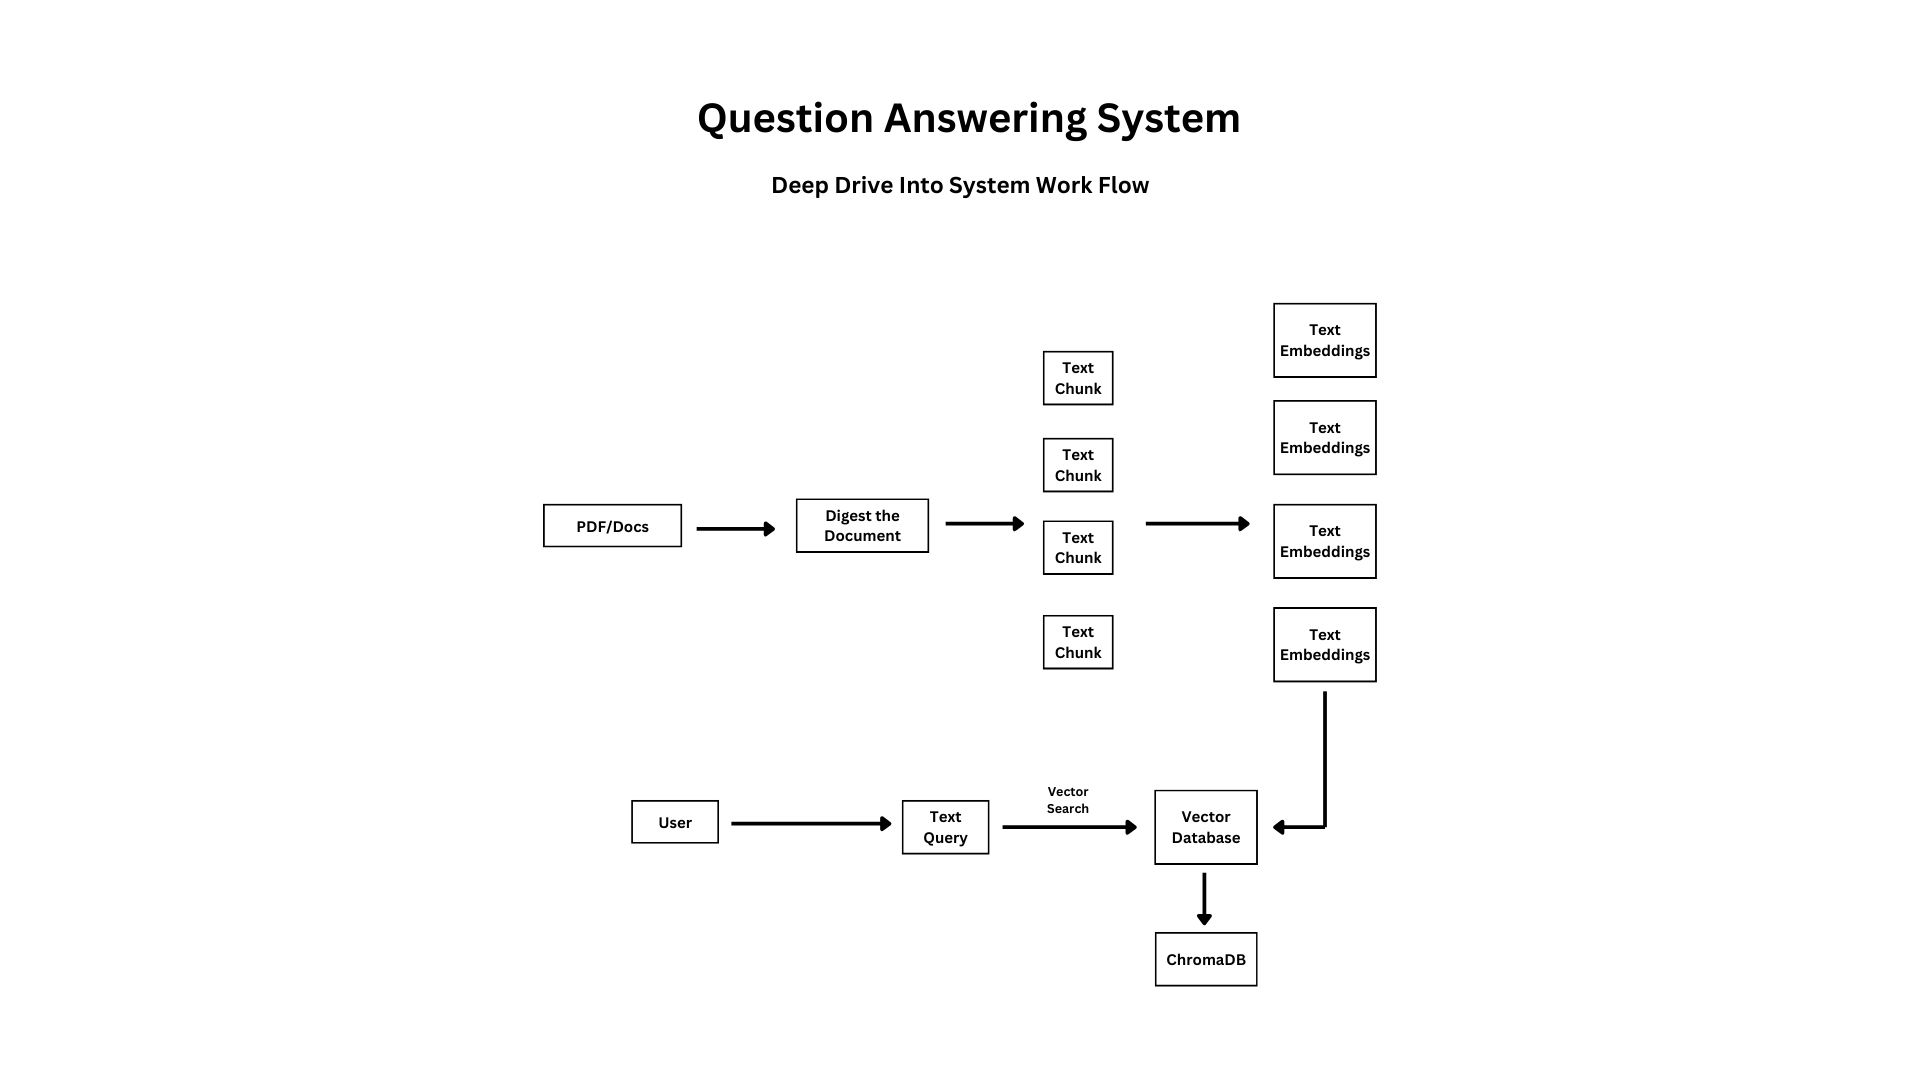 Question Answering System
Deep Drive Into System Work Flow
Text
Embeddings
Text
Chunk
Text
Embeddings
Text
Chunk
PDF/Docs
Digest the
Document
Text
Chunk
Text
Embeddings
Text
Chunk
Text
Embeddings
User
Text
Query
Vector
Search
Vector
Database
ChromaDB